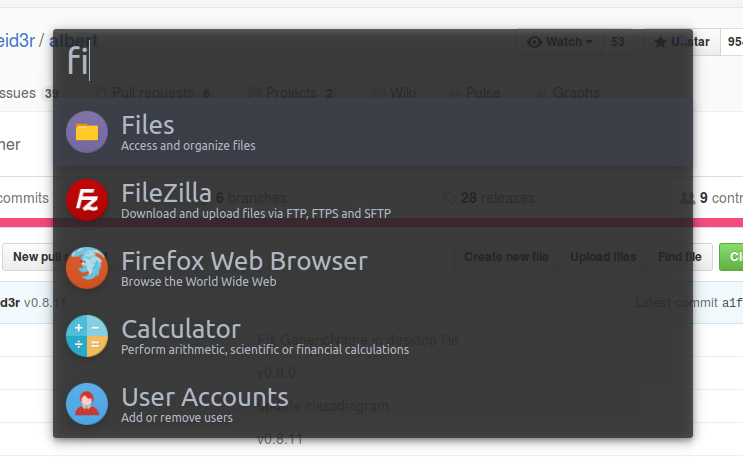 eid3r / albert
Watch 53
Unstar 95
fi
ssues 39 Pull requests 6 Projects 2 Wiki Pulse Graphs
Files
Access and organize files
her
FileZilla
Download and upload files via FTP, FTPS and SFTP
commits
6 branches
28 releases
9 contr
New pull
Create new file
Upload files
Find file
Clo
Firefox Web Browser
Browse the World Wide Web
d3r v0.8.11
Latest commit a1f
Calculator
Perform arithmetic, scientific or financial calculations
Fix GenericName in desktop file
v0.8.0
User Accounts
Add or remove users
update classdiagram
v0.8.11